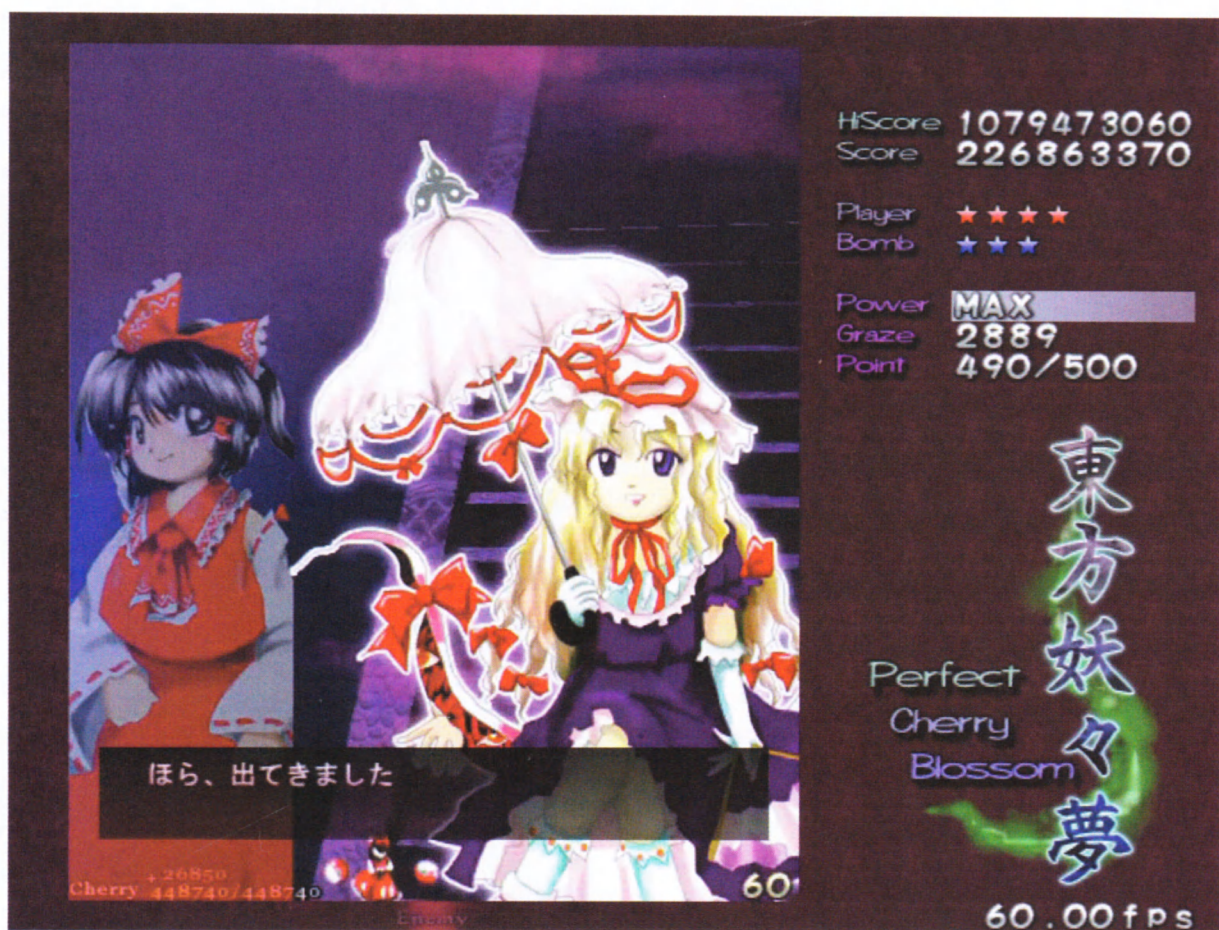 HiScore 1079473060
Score 226863370
Player
Bomb
Power MAX
Graze 2889
Point 490/500
東方妖々夢
Perfect
Cherry
Blossom
ほら、出てきました
+ 26850
Cherry 448740/448740
60
Enemy
60.00fps